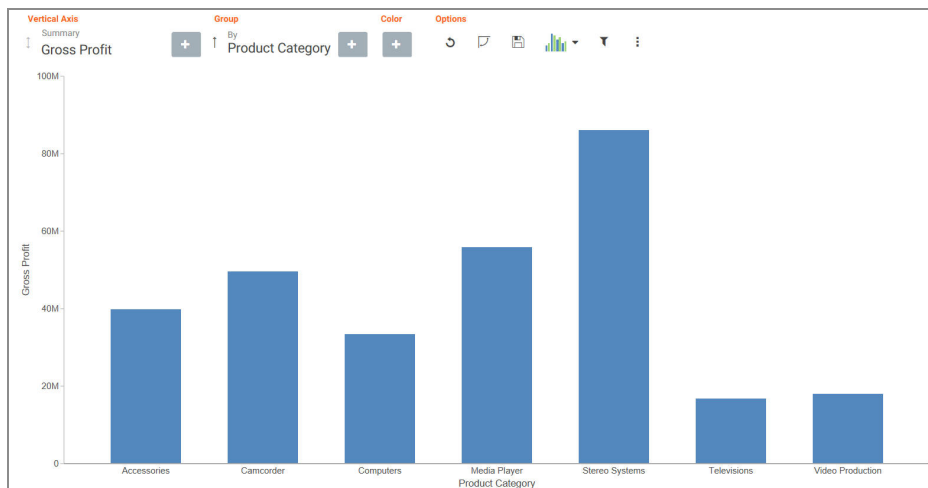 Vertical Axis Group Color Options
Summary By
Gross Profit + Product Category + +
100M
80M
60M
40M
20M
0
Gross Profit
Accessories Camcorder Computers Media Player Stereo Systems Televisions Video Production
Product Category